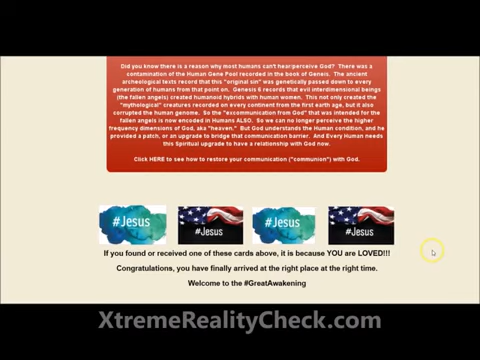 Did you know there is a reason why most humans can't hear/perceive God?  There was a
contamination of the Human Gene Pool recorded in the book of Geneis.  The ancient
archeological texts record that this "original sin" was genetically passed down to every
generation of humans from that point on.  Genesis 6 records that evil interdimensional beings
(the fallen angels) created humanoid hybrids with human women.  This not only created the
"mythological" creatures recorded on every continent from the first earth age, but it also
corrupted the human genome.  So the "excommunication from God" that was intended for the
fallen angels is now encoded in Humans ALSO.  So we can no longer perceive the higher
frequency dimensions of God, aka "heaven."  But God understands the Human condition, and he
provided a patch, or an upgrade to bridge that communication barrier.  And Every Human needs
this Spiritual upgrade to have a relationship with God now.
Click HERE to see how to restore your communication ("communion") with God.
#Jesus
#Jesus
#Jesus
#Jesus
If you found or received one of these cards above, it is because YOU are LOVED!!!
Congratulations, you have finally arrived at the right place at the right time.
Welcome to the #GreatAwakening
XtremeRealityCheck.com